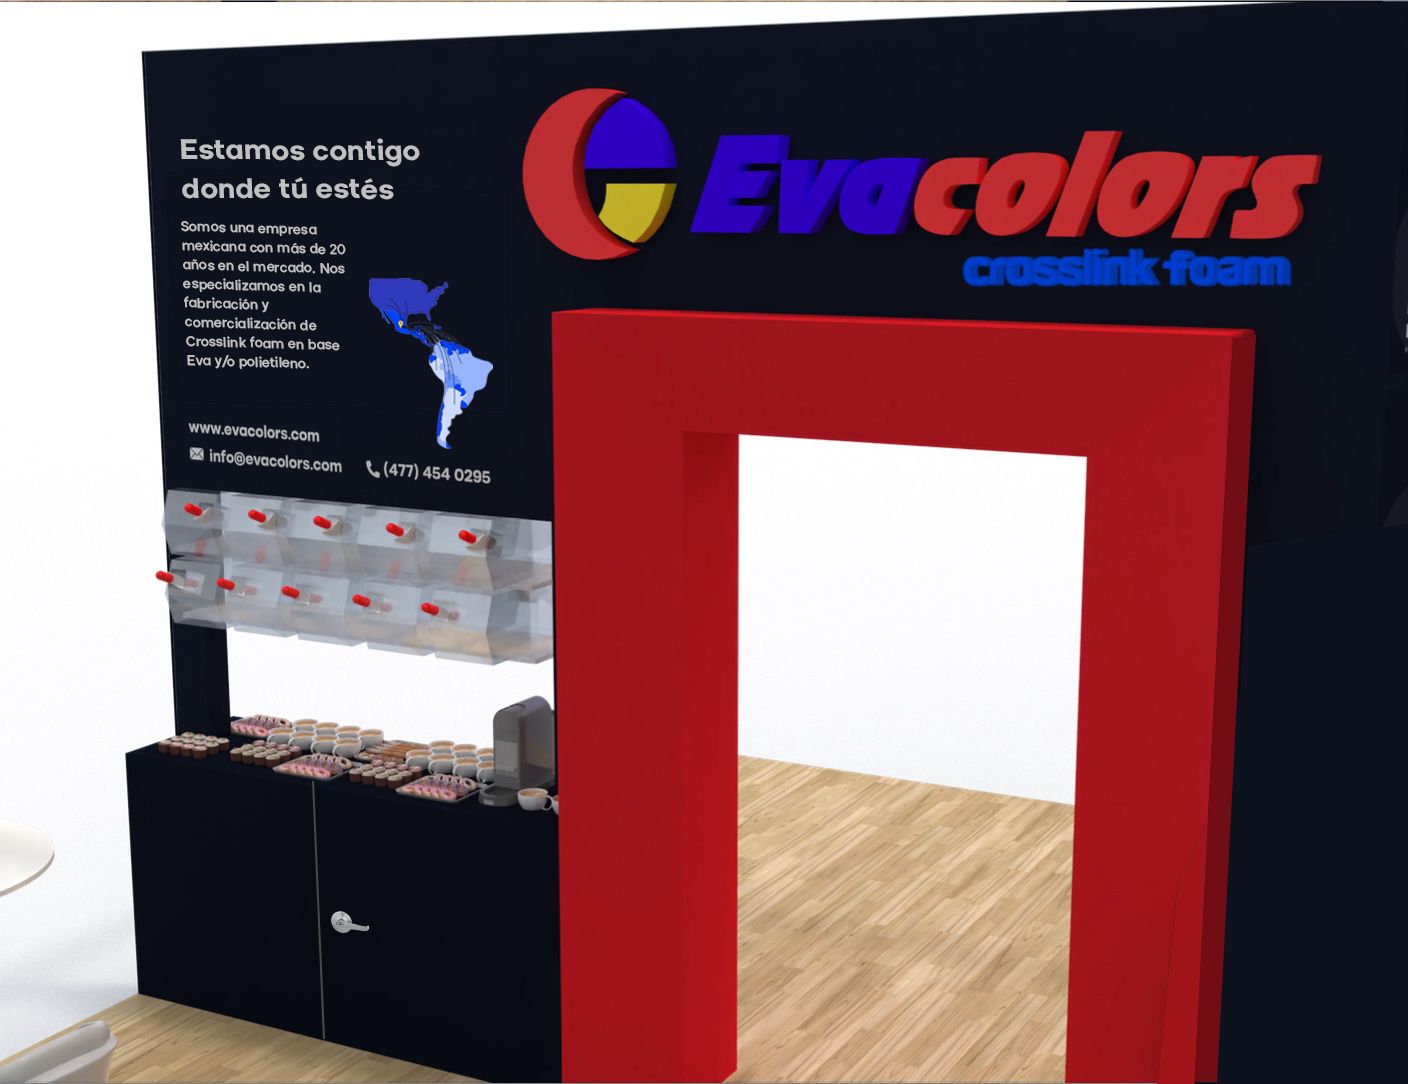 Estamos contigo
donde tú estés
Somos una empresa
mexicana con más de 20
años en el mercado. Nos
especializamos en la
fabricación y
comercialización de
Crosslink foam en base
Eva y/o polietileno.
www.evacolors.com
info@evacolors.com
(477) 454 0295
Evacolors
crosslink foam